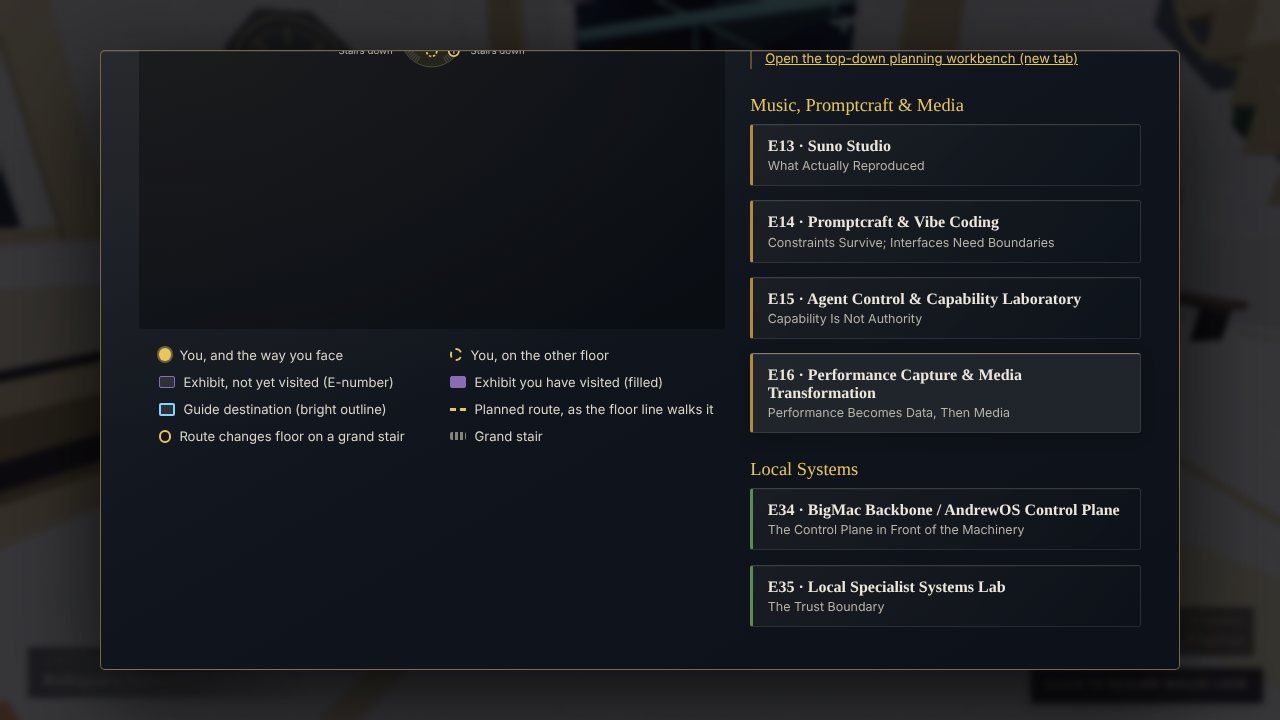 Stairs down
Stairs down
Open the top-down planning workbench (new tab)
Music, Promptcraft & Media
E13 · Suno Studio
What Actually Reproduced
E14 · Promptcraft & Vibe Coding
Constraints Survive; Interfaces Need Boundaries
E15 · Agent Control & Capability Laboratory
Capability Is Not Authority
E16 · Performance Capture & Media
Transformation
Performance Becomes Data, Then Media
Local Systems
E34 · BigMac Backbone / AndrewOS Control Plane
The Control Plane in Front of the Machinery
E35 · Local Specialist Systems Lab
The Trust Boundary
You, and the way you face
You, on the other floor
Exhibit, not yet visited (E-number)
Exhibit you have visited (filled)
Guide destination (bright outline)
Planned route, as the floor line walks it
Route changes floor on a grand stair
Grand stair